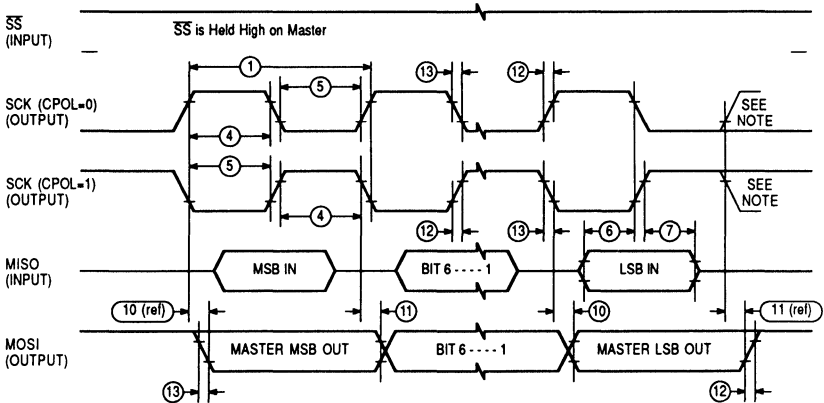 SS
(INPUT)
SS is Held High on Master
1
13
12
5
SCK (CPOL=0)
(OUTPUT)
SEE
NOTE
4
5
SCK (CPOL=1)
(OUTPUT)
SEE
NOTE
4
12
13
6
7
MISO
(INPUT)
MSB IN
BIT 6 - - - - 1
LSB IN
10 (ref)
11
10
11 (ref)
MOSI
(OUTPUT)
MASTER MSB OUT
BIT 6 - - - - 1
MASTER LSB OUT
13
12